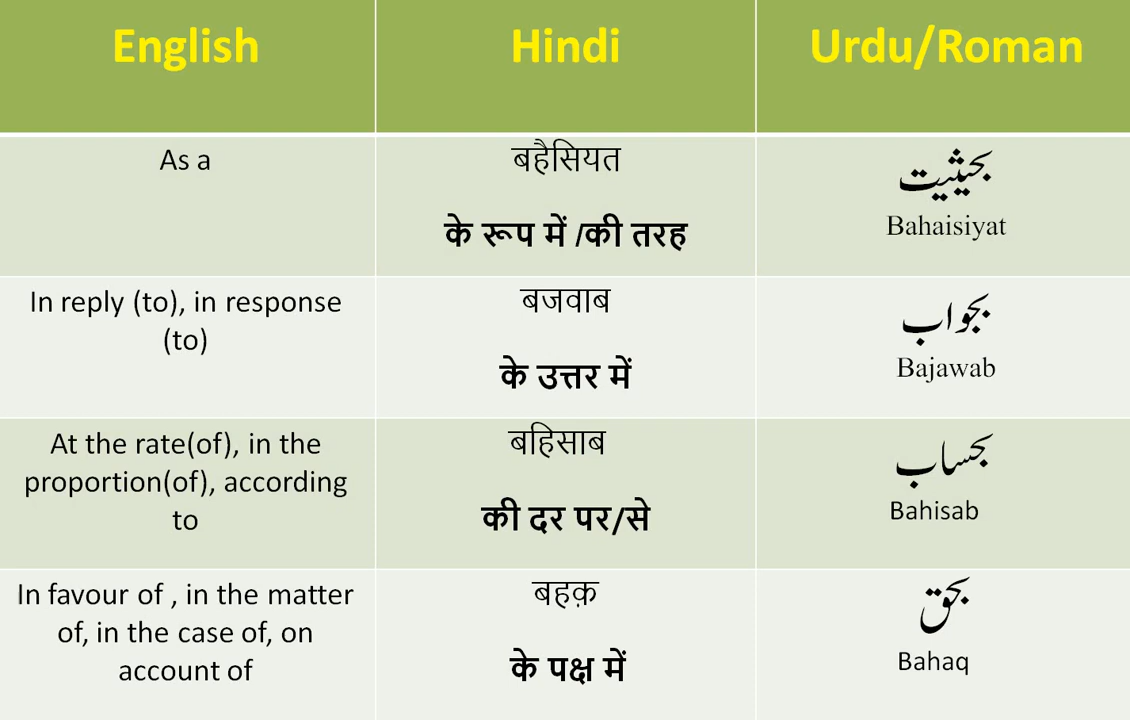 English Hindi Urdu/Roman
As a
बहैसियत
के रूप में /की तरह
بحیثیت
Bahaisiyat
In reply (to), in response
(to)
बजवाब
के उत्तर में
بجواب
Bajawab
At the rate(of), in the
proportion(of), according
to
बहिसाब
की दर पर/से
بحساب
Bahisab
In favour of , in the matter
of, in the case of, on
account of
बहक़
के पक्ष में
بحق
Bahaq